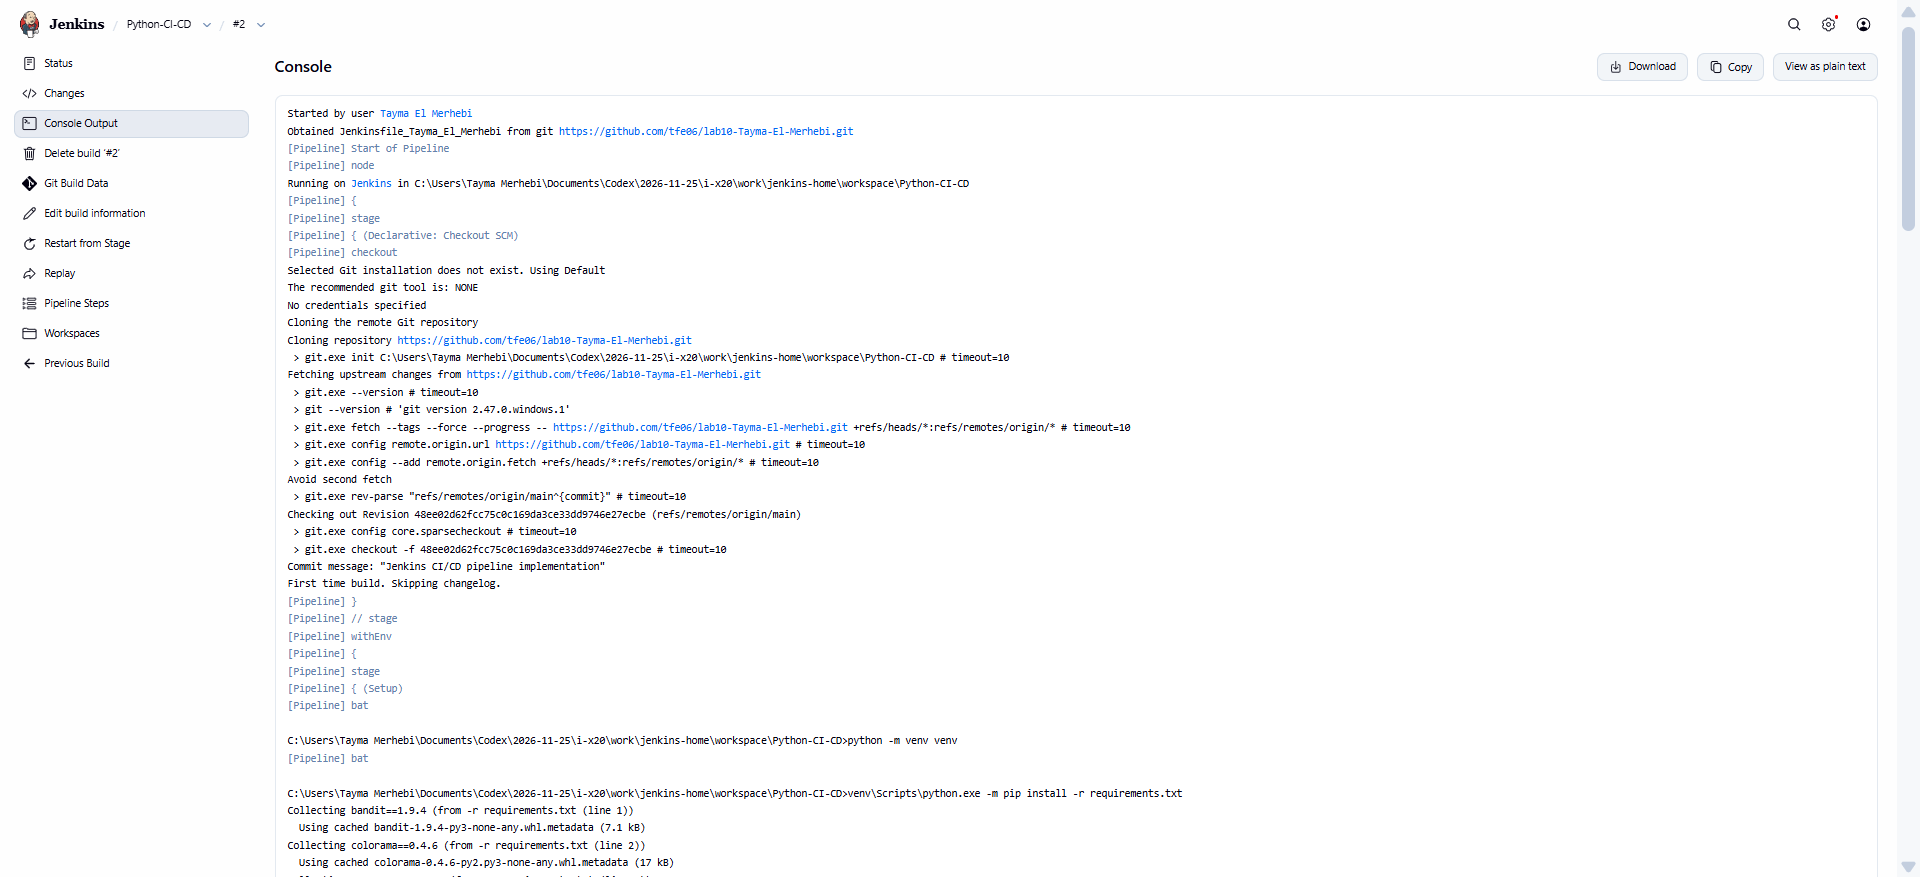 Jenkins / Python-CI-CD / #2
Status
Changes
Console Output
Delete build ‘#2’
Git Build Data
Edit build information
Restart from Stage
Replay
Pipeline Steps
Workspaces
Previous Build
Console
Download
Copy
View as plain text
Started by user Tayma El Merhebi
Obtained Jenkinsfile_Tayma_El_Merhebi from git https://github.com/tfe06/lab10-Tayma-El-Merhebi.git
[Pipeline] Start of Pipeline
[Pipeline] node
Running on Jenkins in C:\Users\Tayma Merhebi\Documents\Codex\2026-11-25\i-x20\work\jenkins-home\workspace\Python-CI-CD
[Pipeline] {
[Pipeline] stage
[Pipeline] { (Declarative: Checkout SCM)
[Pipeline] checkout
Selected Git installation does not exist. Using Default
The recommended git tool is: NONE
No credentials specified
Cloning the remote Git repository
Cloning repository https://github.com/tfe06/lab10-Tayma-El-Merhebi.git
 > git.exe init C:\Users\Tayma Merhebi\Documents\Codex\2026-11-25\i-x20\work\jenkins-home\workspace\Python-CI-CD # timeout=10
Fetching upstream changes from https://github.com/tfe06/lab10-Tayma-El-Merhebi.git
 > git.exe --version # timeout=10
 > git --version # 'git version 2.47.0.windows.1'
 > git.exe fetch --tags --force --progress -- https://github.com/tfe06/lab10-Tayma-El-Merhebi.git +refs/heads/*:refs/remotes/origin/* # timeout=10
 > git.exe config remote.origin.url https://github.com/tfe06/lab10-Tayma-El-Merhebi.git # timeout=10
 > git.exe config --add remote.origin.fetch +refs/heads/*:refs/remotes/origin/* # timeout=10
Avoid second fetch
 > git.exe rev-parse "refs/remotes/origin/main^{commit}" # timeout=10
Checking out Revision 48ee02d62fcc75c0c169da3ce33dd9746e27ecbe (refs/remotes/origin/main)
 > git.exe config core.sparsecheckout # timeout=10
 > git.exe checkout -f 48ee02d62fcc75c0c169da3ce33dd9746e27ecbe # timeout=10
Commit message: "Jenkins CI/CD pipeline implementation"
First time build. Skipping changelog.
[Pipeline] }
[Pipeline] // stage
[Pipeline] withEnv
[Pipeline] {
[Pipeline] stage
[Pipeline] { (Setup)
[Pipeline] bat
C:\Users\Tayma Merhebi\Documents\Codex\2026-11-25\i-x20\work\jenkins-home\workspace\Python-CI-CD>python -m venv venv
[Pipeline] bat
C:\Users\Tayma Merhebi\Documents\Codex\2026-11-25\i-x20\work\jenkins-home\workspace\Python-CI-CD>venv\Scripts\python.exe -m pip install -r requirements.txt
Collecting bandit==1.9.4 (from -r requirements.txt (line 1))
  Using cached bandit-1.9.4-py3-none-any.whl.metadata (7.1 kB)
Collecting colorama==0.4.6 (from -r requirements.txt (line 2))
  Using cached colorama-0.4.6-py2.py3-none-any.whl.metadata (17 kB)